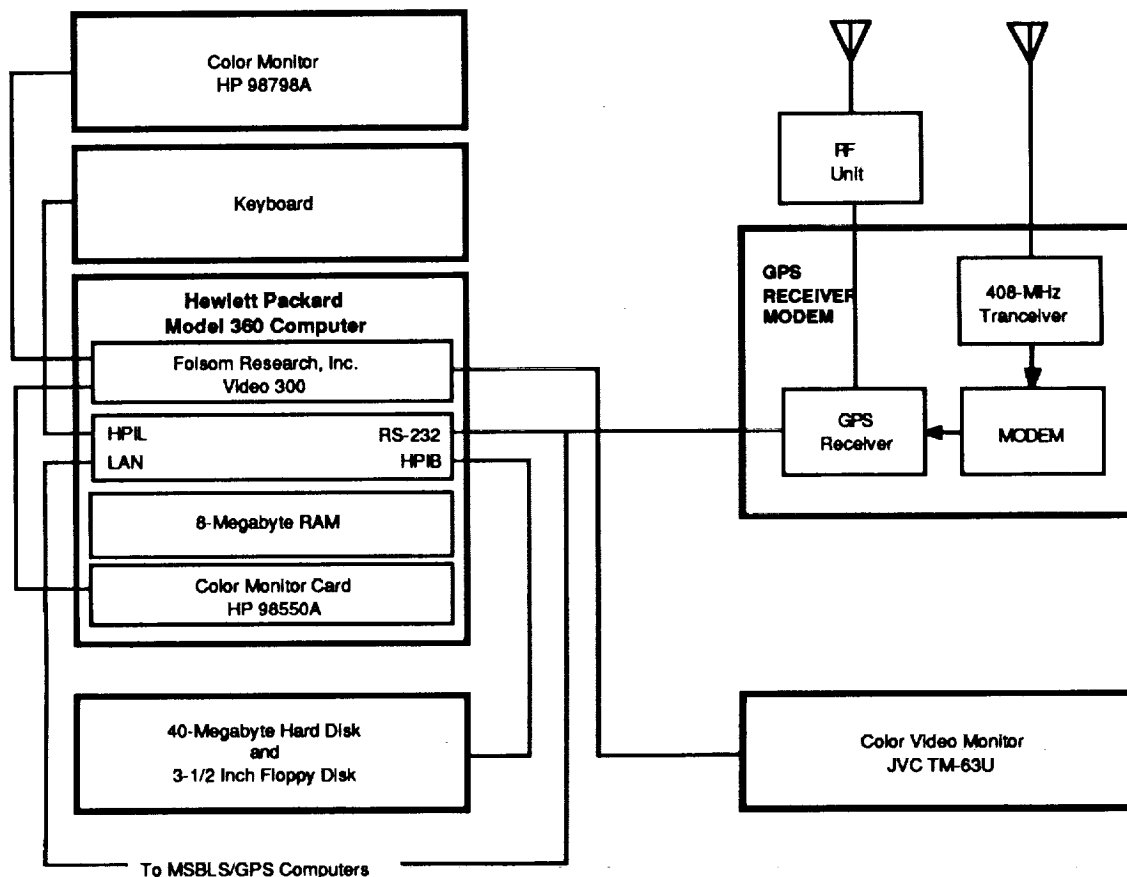 Color Monitor
HP 98798A
Keyboard
Hewlett Packard
Model 360 Computer
Folsom Research, Inc.
Video 300
HPIL
RS-232
LAN
HPIB
8-Megabyte RAM
Color Monitor Card
HP 98550A
40-Megabyte Hard Disk
and
3-1/2 Inch Floppy Disk
To MSBLS/GPS Computers
RF
Unit
GPS
RECEIVER
MODEM
408-MHz
Tranceiver
GPS
Receiver
MODEM
Color Video Monitor
JVC TM-63U